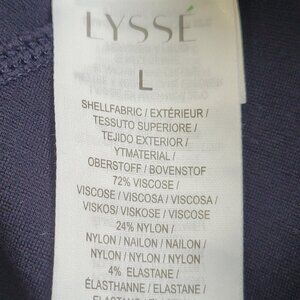 LYSSÉ
L
SHELLFABRIC / EXTÉRIEUR /
TESSUTO SUPERIORE /
TEJIDO EXTERIOR /
YTMATERIAL /
OBERSTOFF / BOVENSTOF
72% VISCOSE /
VISCOSE / VISCOSA / VISCOSA /
VISKOS/ VISKOSE / VISCOSE
24% NYLON /
NYLON / NAILON / NAILON /
NYLON / NYLON / NYLON
4% ELASTANE /
ÉLASTHANNE / ELASTANE /